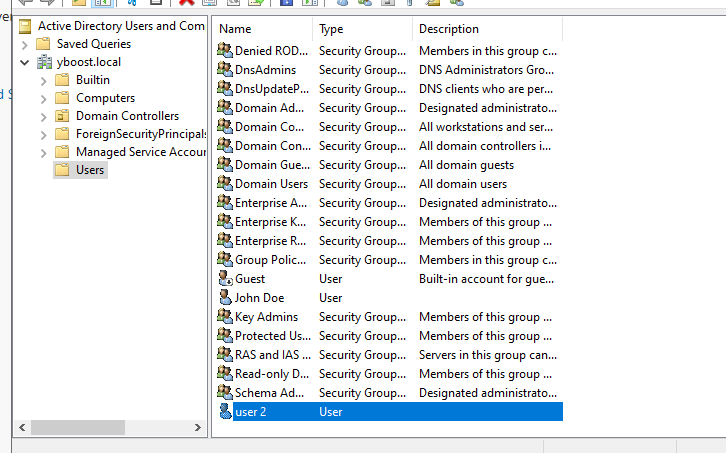 Active Directory Users and Com
Saved Queries
yboost.local
Builtin
Computers
Domain Controllers
ForeignSecurityPrincipals
Managed Service Accour
Users
Name Type Description
Denied ROD... Security Group... Members in this group c...
DnsAdmins Security Group... DNS Administrators Gro...
DnsUpdateP... Security Group... DNS clients who are per...
Domain Ad... Security Group... Designated administrato...
Domain Co... Security Group... All workstations and ser...
Domain Con... Security Group... All domain controllers i...
Domain Gue... Security Group... All domain guests
Domain Users Security Group... All domain users
Enterprise A... Security Group... Designated administrato...
Enterprise K... Security Group... Members of this group ...
Enterprise R... Security Group... Members of this group ...
Group Polic... Security Group... Members in this group c...
Guest User Built-in account for gue...
John Doe User
Key Admins Security Group... Members of this group ...
Protected Us... Security Group... Members of this group ...
RAS and IAS ... Security Group... Servers in this group can...
Read-only D... Security Group... Members of this group ...
Schema Ad... Security Group... Designated administrato...
user 2 User